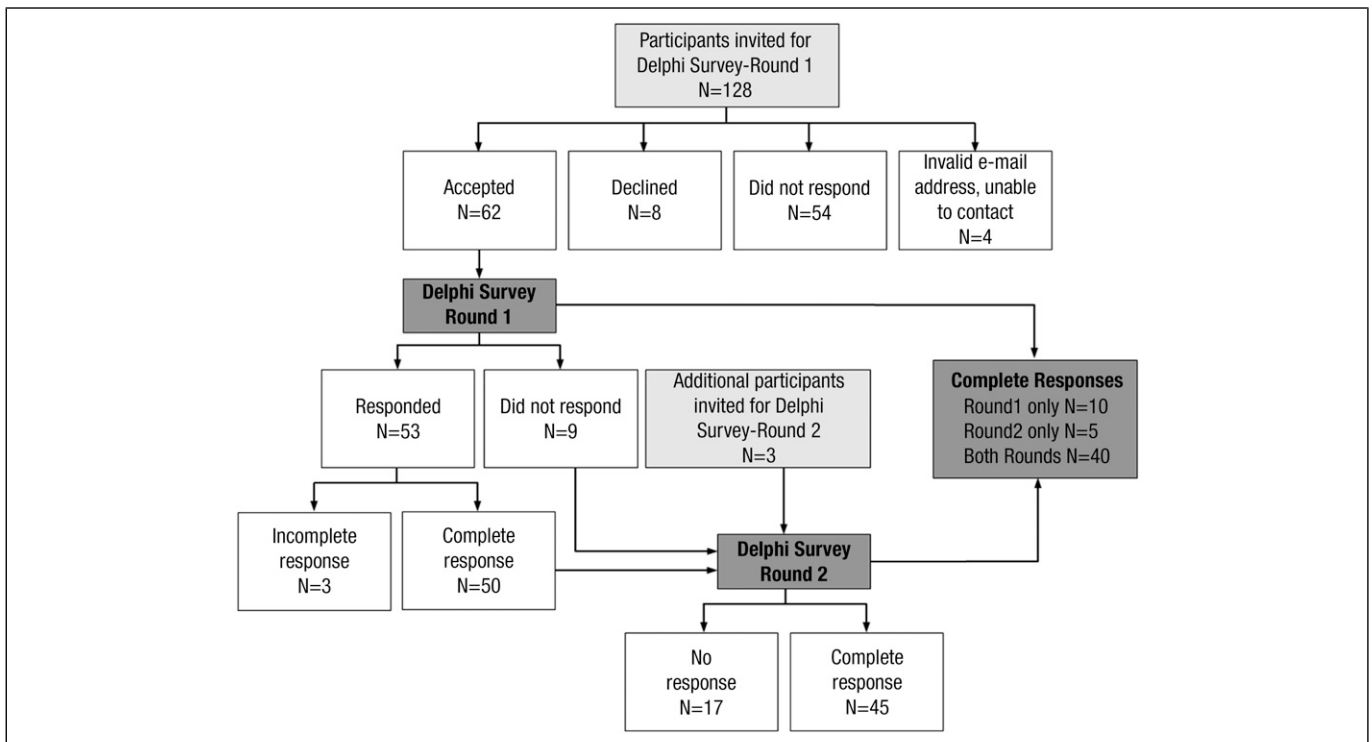 Participants invited for
Delphi Survey-Round 1
N=128
Accepted
N=62
Declined
N=8
Did not respond
N=54
Invalid e-mail
address, unable
to contact
N=4
Delphi Survey
Round 1
Responded
N=53
Did not respond
N=9
Additional participants
invited for Delphi
Survey-Round 2
N=3
Complete Responses
Round1 only N=10
Round2 only N=5
Both Rounds N=40
Incomplete
response
N=3
Complete
response
N=50
Delphi Survey
Round 2
No
response
N=17
Complete
response
N=45